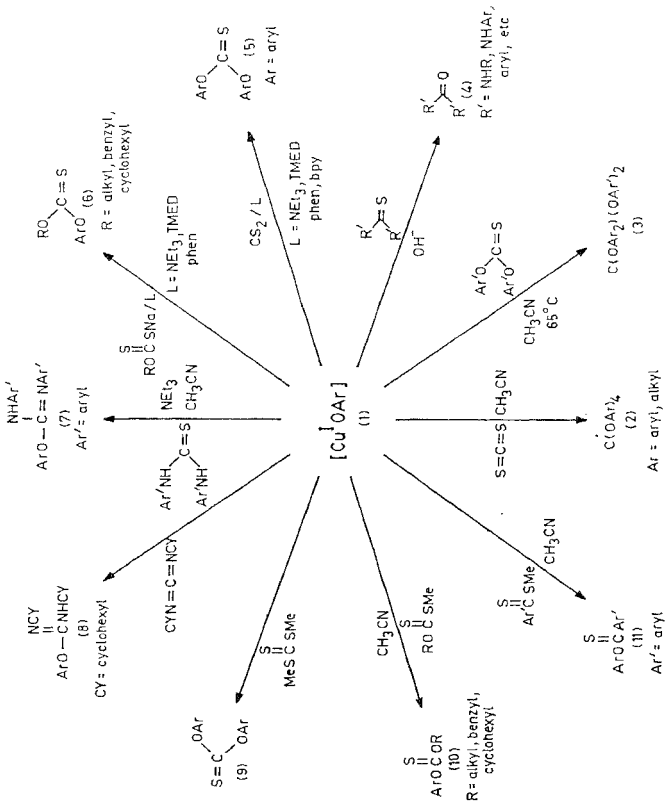 RO
C=S
ArO
(6)
R = alkyl, benzyl,
cyclohexyl
ArO
C=S
ArO
(5)
Ar = aryl
R'
=O
R'
(4)
R' = NHR, NHAr,
aryl, etc
C(OAr2)(OAr')2
(3)
L=NEt3,TMED
phen
S
ROCSNa/L
CS2/L
L = NEt3,TMED
phen, bpy
R'
=S
R
OH-
Ar'O
C=S
Ar'O
CH3CN
65°C
NHAr'
ArO-C=NAr'
(7)
Ar' = aryl
NEt3
CH3CN
Ar'NH
C=S
Ar'NH
[CuIOAr]
(1)
S=C=S
CH3CN
C(OAr)4
(2)
Ar = aryl, alkyl
NCY
ArO-CNHCY
(8)
CY= cyclohexyl
CYN=C=NCY
S
MeSCSMe
CH3CN
S
ROCSMe
S
Ar'CSMe
CH3CN
OAr
S=C
OAr
(9)
S
ArOCOR
(10)
R= alkyl, benzyl,
cyclohexyl
S
ArOCAr'
(11)
Ar' = aryl